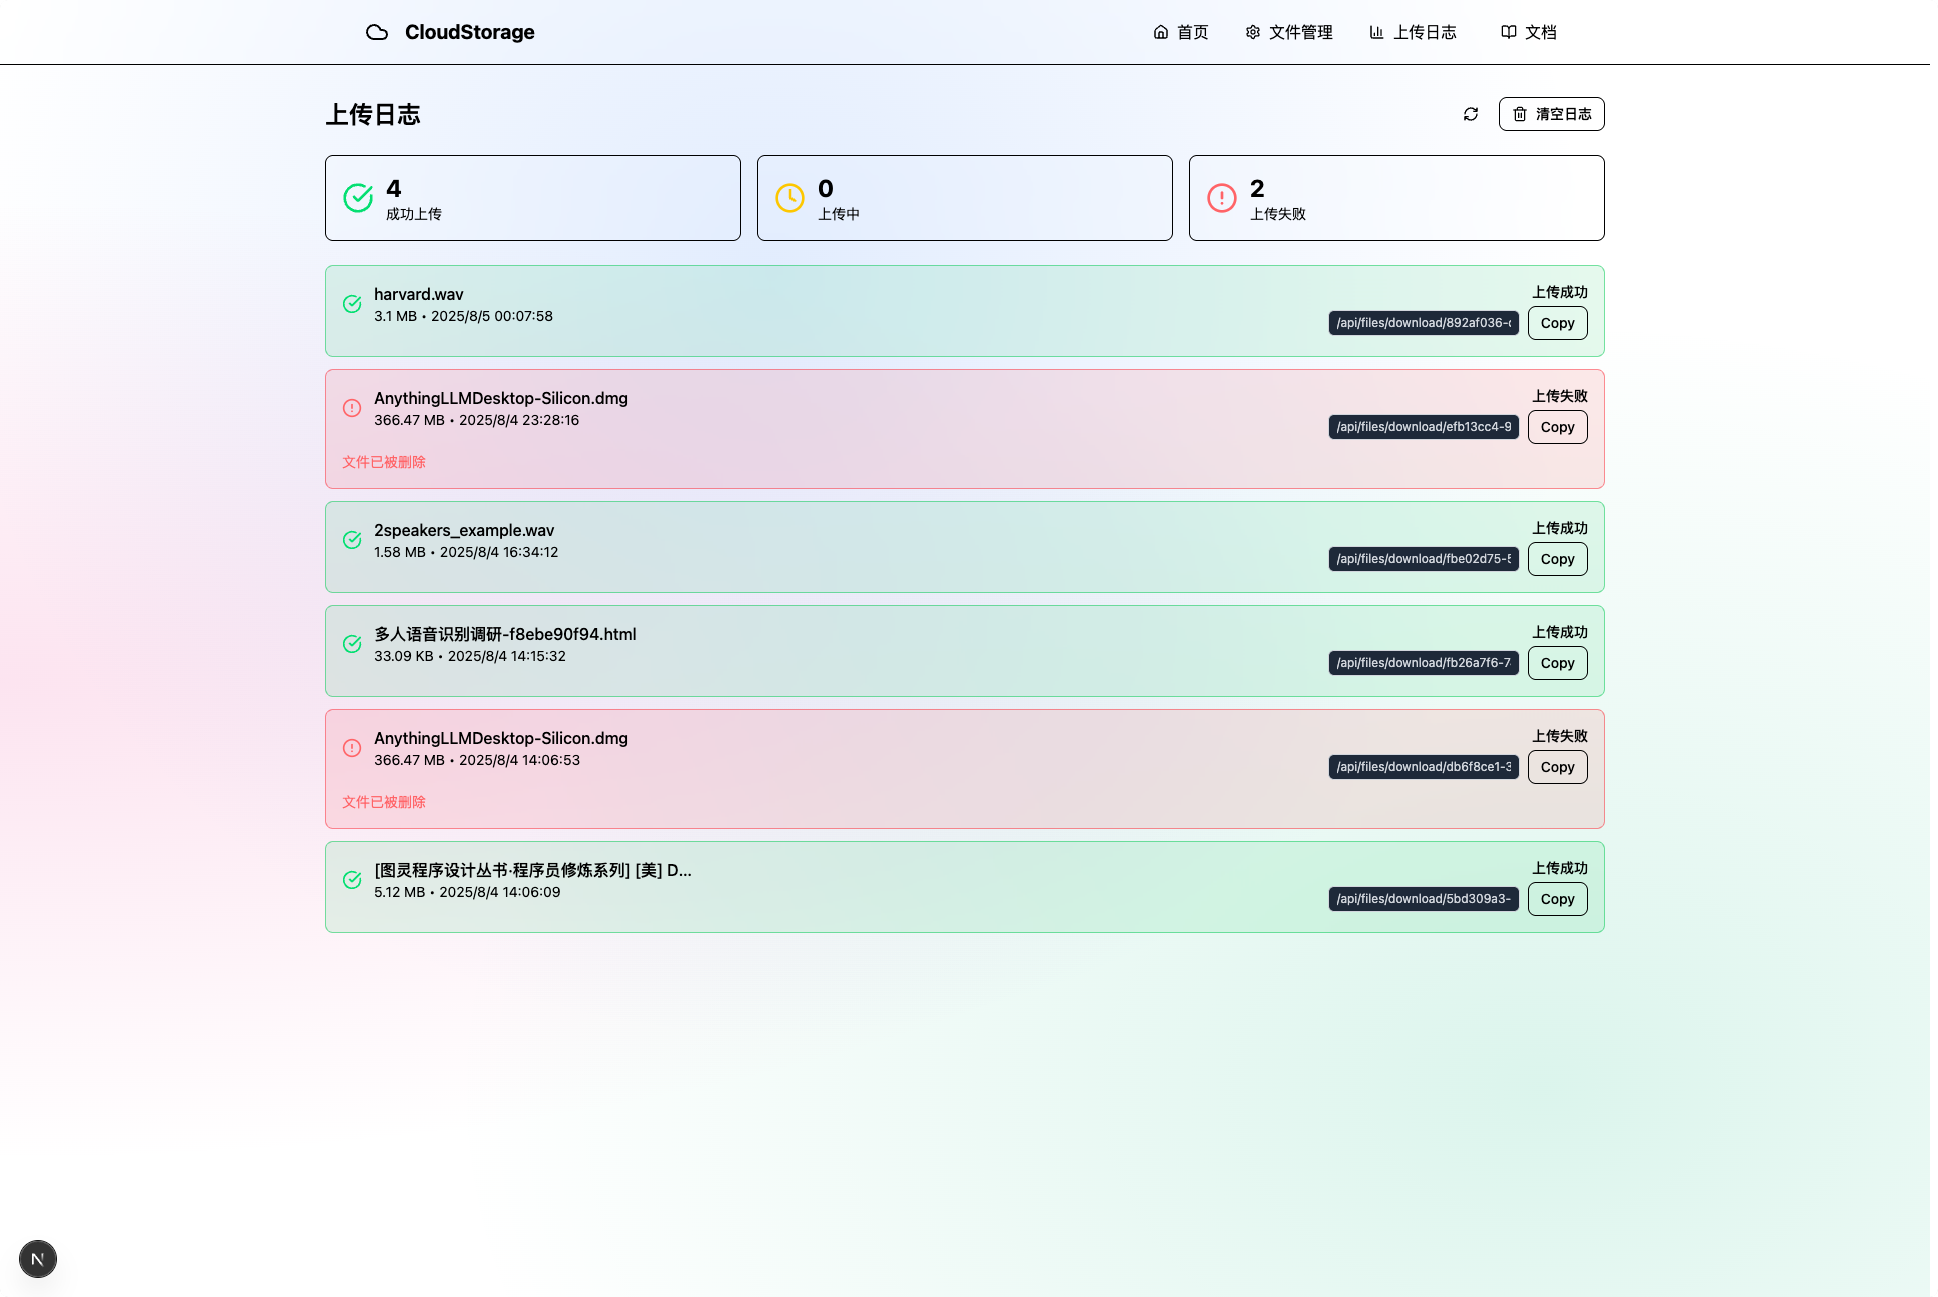 CloudStorage
首页
文件管理
上传日志
文档
上传日志
清空日志
4
成功上传
0
上传中
2
上传失败
harvard.wav
3.1 MB • 2025/8/5 00:07:58
上传成功
/api/files/download/892af036-
Copy
AnythingLLMDesktop-Silicon.dmg
366.47 MB • 2025/8/4 23:28:16
上传失败
/api/files/download/efb13cc4-9
Copy
文件已被删除
2speakers_example.wav
1.58 MB • 2025/8/4 16:34:12
上传成功
/api/files/download/fbe02d75-
Copy
多人语音识别调研-f8ebe90f94.html
33.09 KB • 2025/8/4 14:15:32
上传成功
/api/files/download/fb26a7f6-7
Copy
AnythingLLMDesktop-Silicon.dmg
366.47 MB • 2025/8/4 14:06:53
上传失败
/api/files/download/db6f8ce1-3
Copy
文件已被删除
[图灵程序设计丛书·程序员修炼系列] [美] D...
5.12 MB • 2025/8/4 14:06:09
上传成功
/api/files/download/5bd309a3-
Copy
N